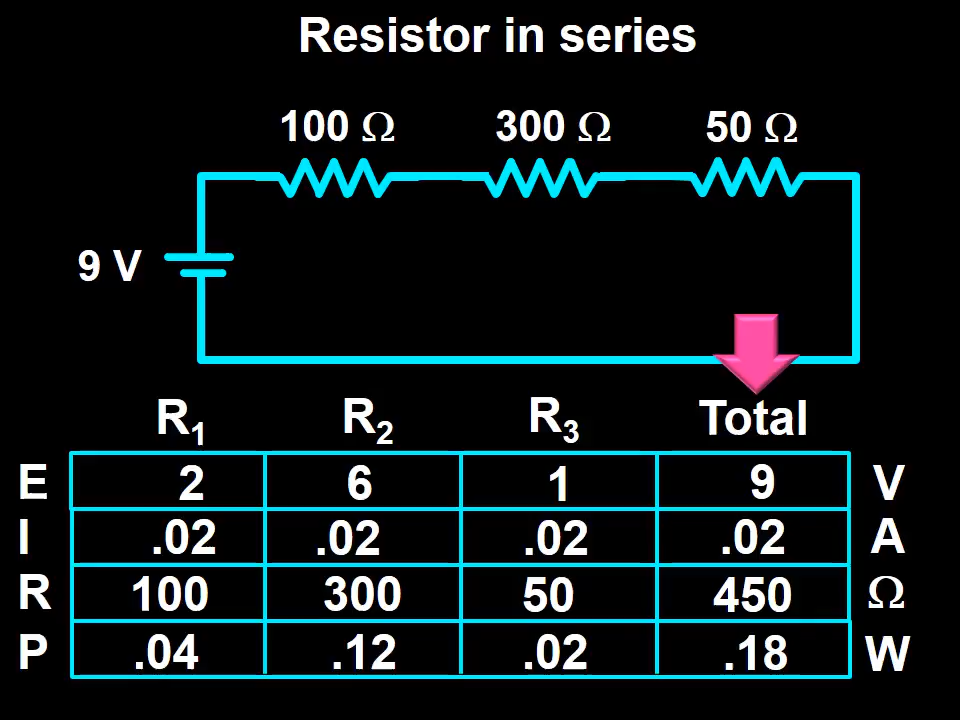 Resistor in series
100 Ω 300 Ω 50 Ω
9 V
R1 R2 R3 Total
E 2 6 1 9 V
I .02 .02 .02 .02 A
R 100 300 50 450 Ω
P .04 .12 .02 .18 W